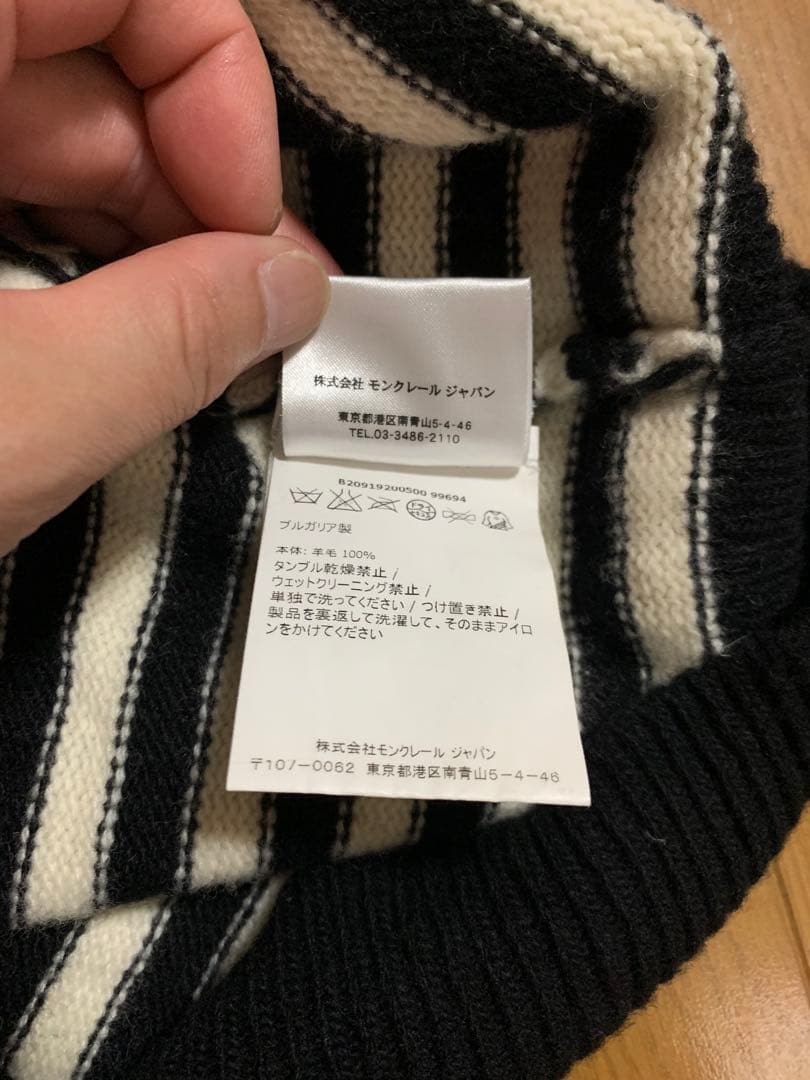 株式会社 モンクレール ジャパン
東京都港区南青山5-4-46
TEL.03-3486-2110
B20919200500 99694
ブルガリア製
本体: 羊毛 100%
タンブル乾燥禁止 /
ウェットクリーニング禁止 /
単独で洗ってください / つけ置き禁止 /
製品を裏返して洗濯して、そのままアイロ
ンをかけてください
株式会社モンクレール ジャパン
〒107-0062 東京都港区南青山5-4-46